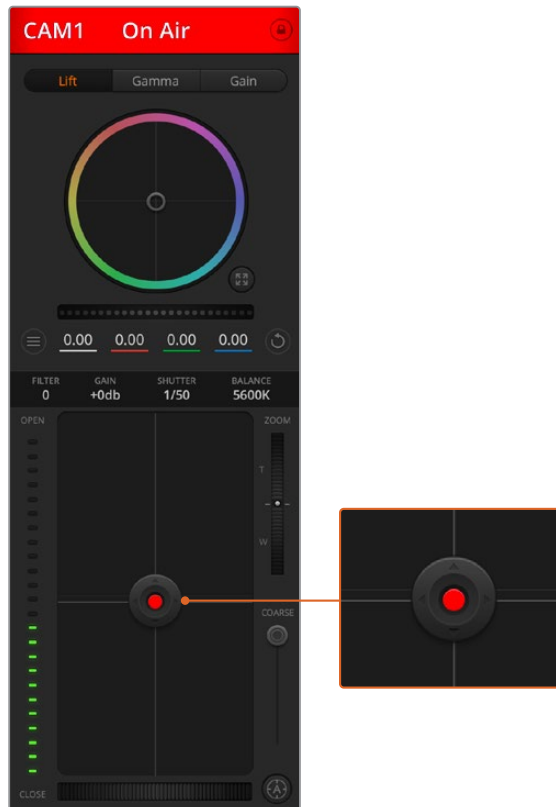 CAM1 On Air
Lift Gamma Gain
0.00 0.00 0.00 0.00
FILTER GAIN SHUTTER BALANCE
0 +0db 1/50 5600K
OPEN ZOOM
T
W
COARSE
CLOSE A